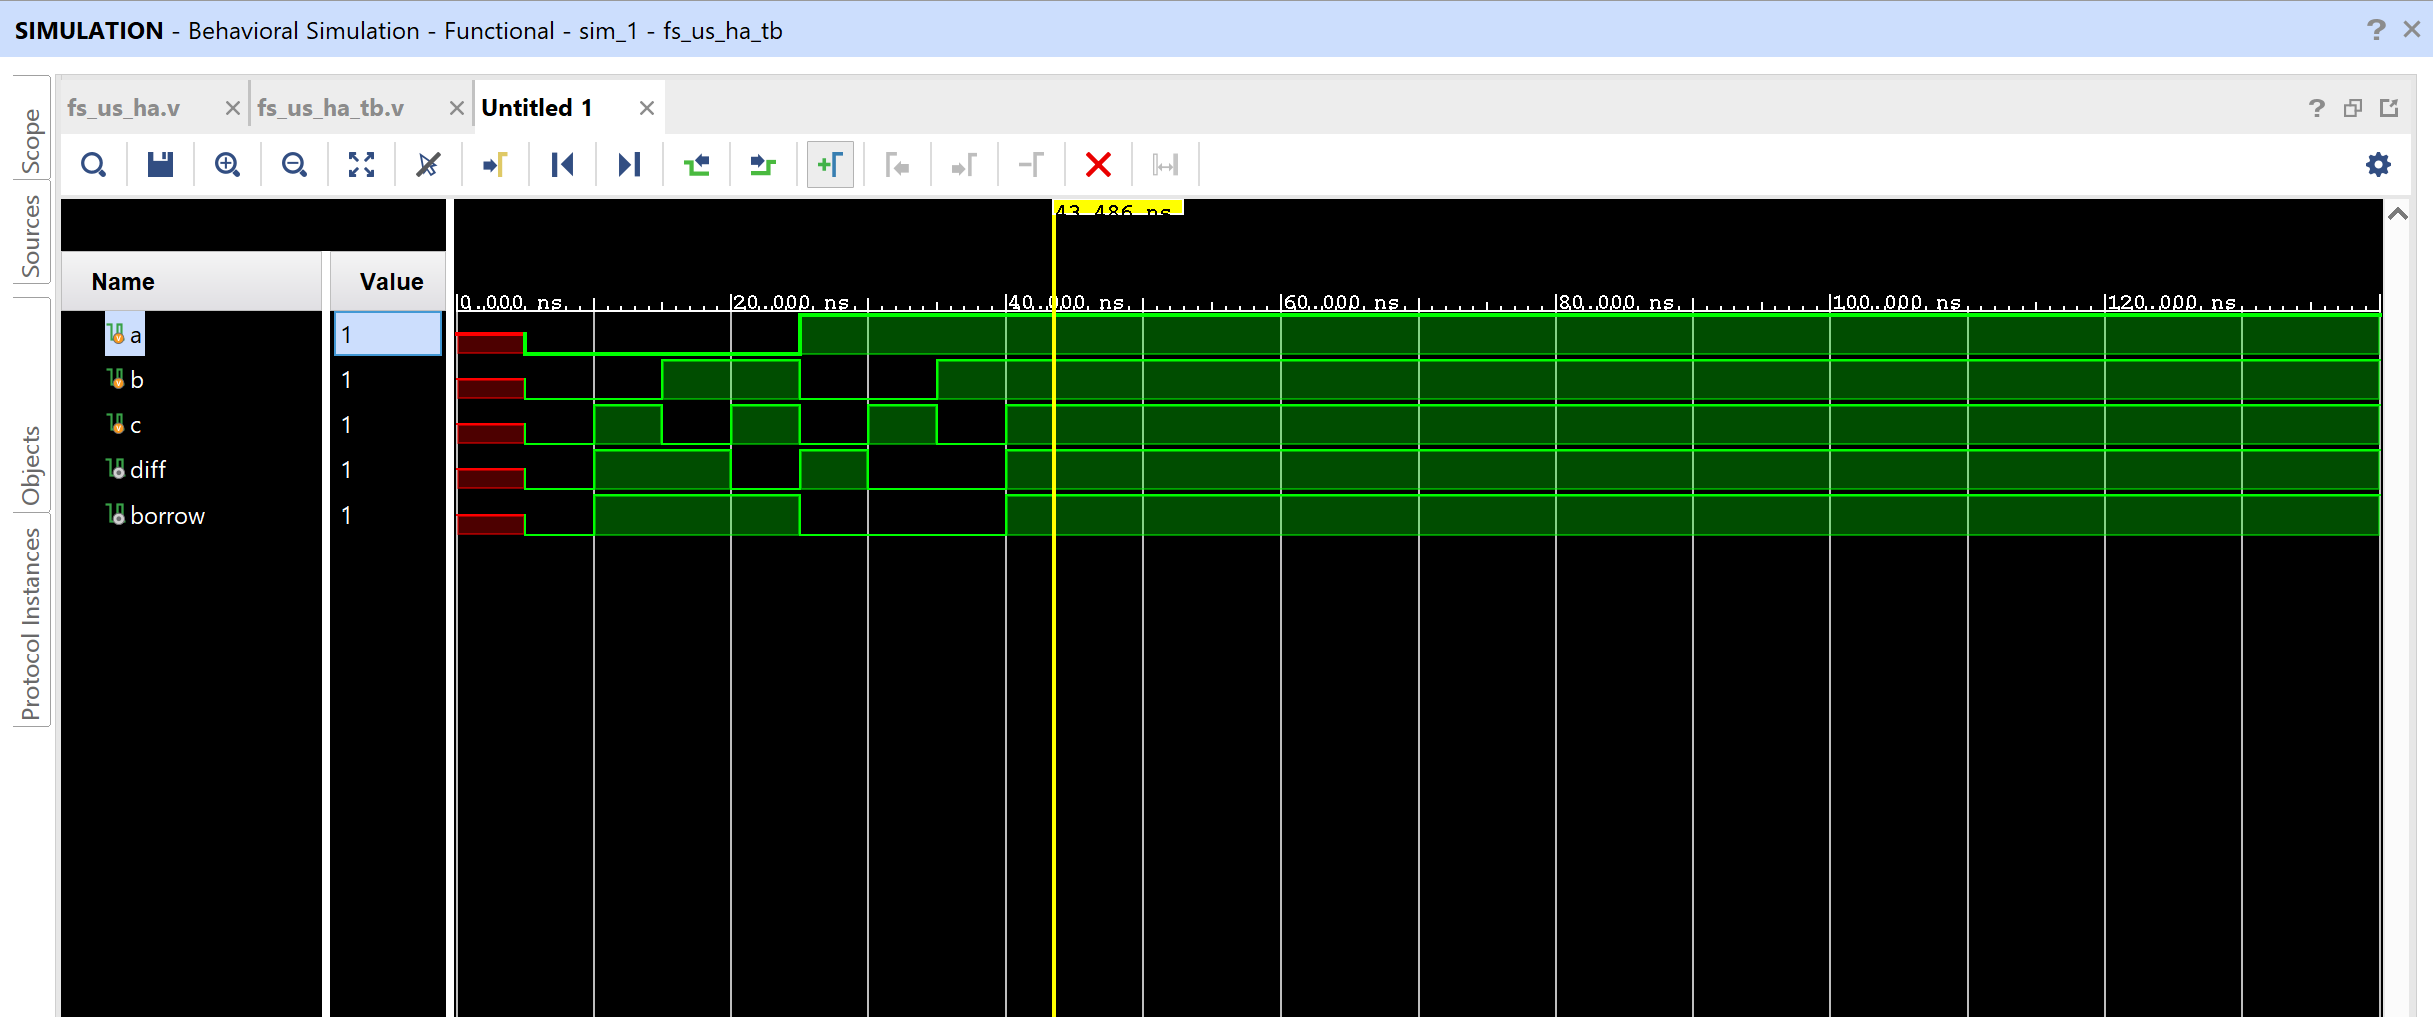 SIMULATION - Behavioral Simulation - Functional - sim_1 - fs_us_ha_tb
fs_us_ha.v
fs_us_ha_tb.v
Untitled 1
Scope
Sources
Objects
Protocol Instances
43.486 ns
Name
Value
0.000 ns
20.000 ns
40.000 ns
60.000 ns
80.000 ns
100.000 ns
120.000 ns
a 1
b 1
c 1
diff 1
borrow 1